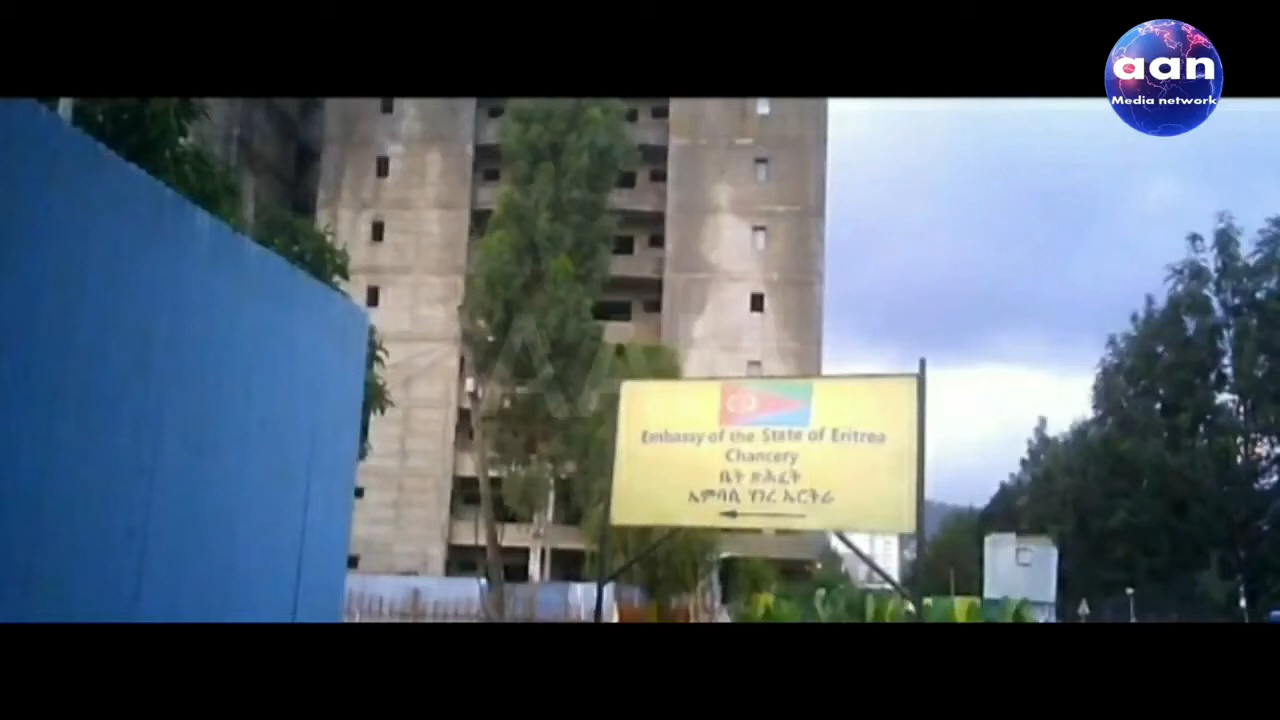 aan
Media network
Embassy of the State of Eritrea
Chancery
ቤት ጽሕፈት
ኤምባሲ ሃገረ ኤርትራ